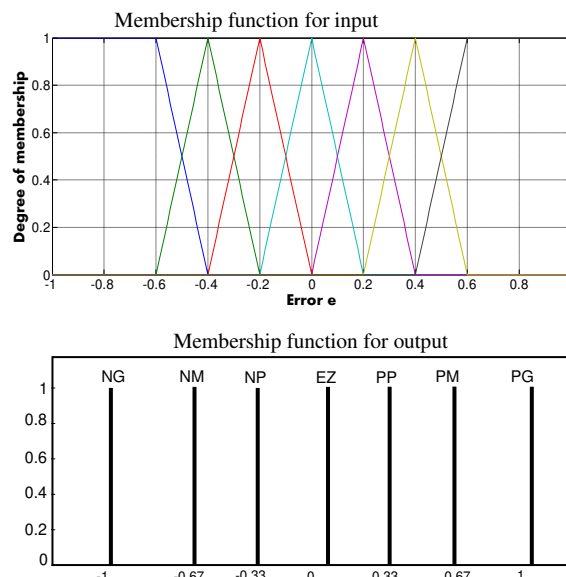 Membership function for input
Degree of membership
1
0.8
0.6
0.4
0.2
0
-1 -0.8 -0.6 -0.4 -0.2 0 0.2 0.4 0.6 0.8
Error e
Membership function for output
NG NM NP EZ PP PM PG
1
0.8
0.6
0.4
0.2
0
-1 -0.67 -0.33 0 0.33 0.67 1